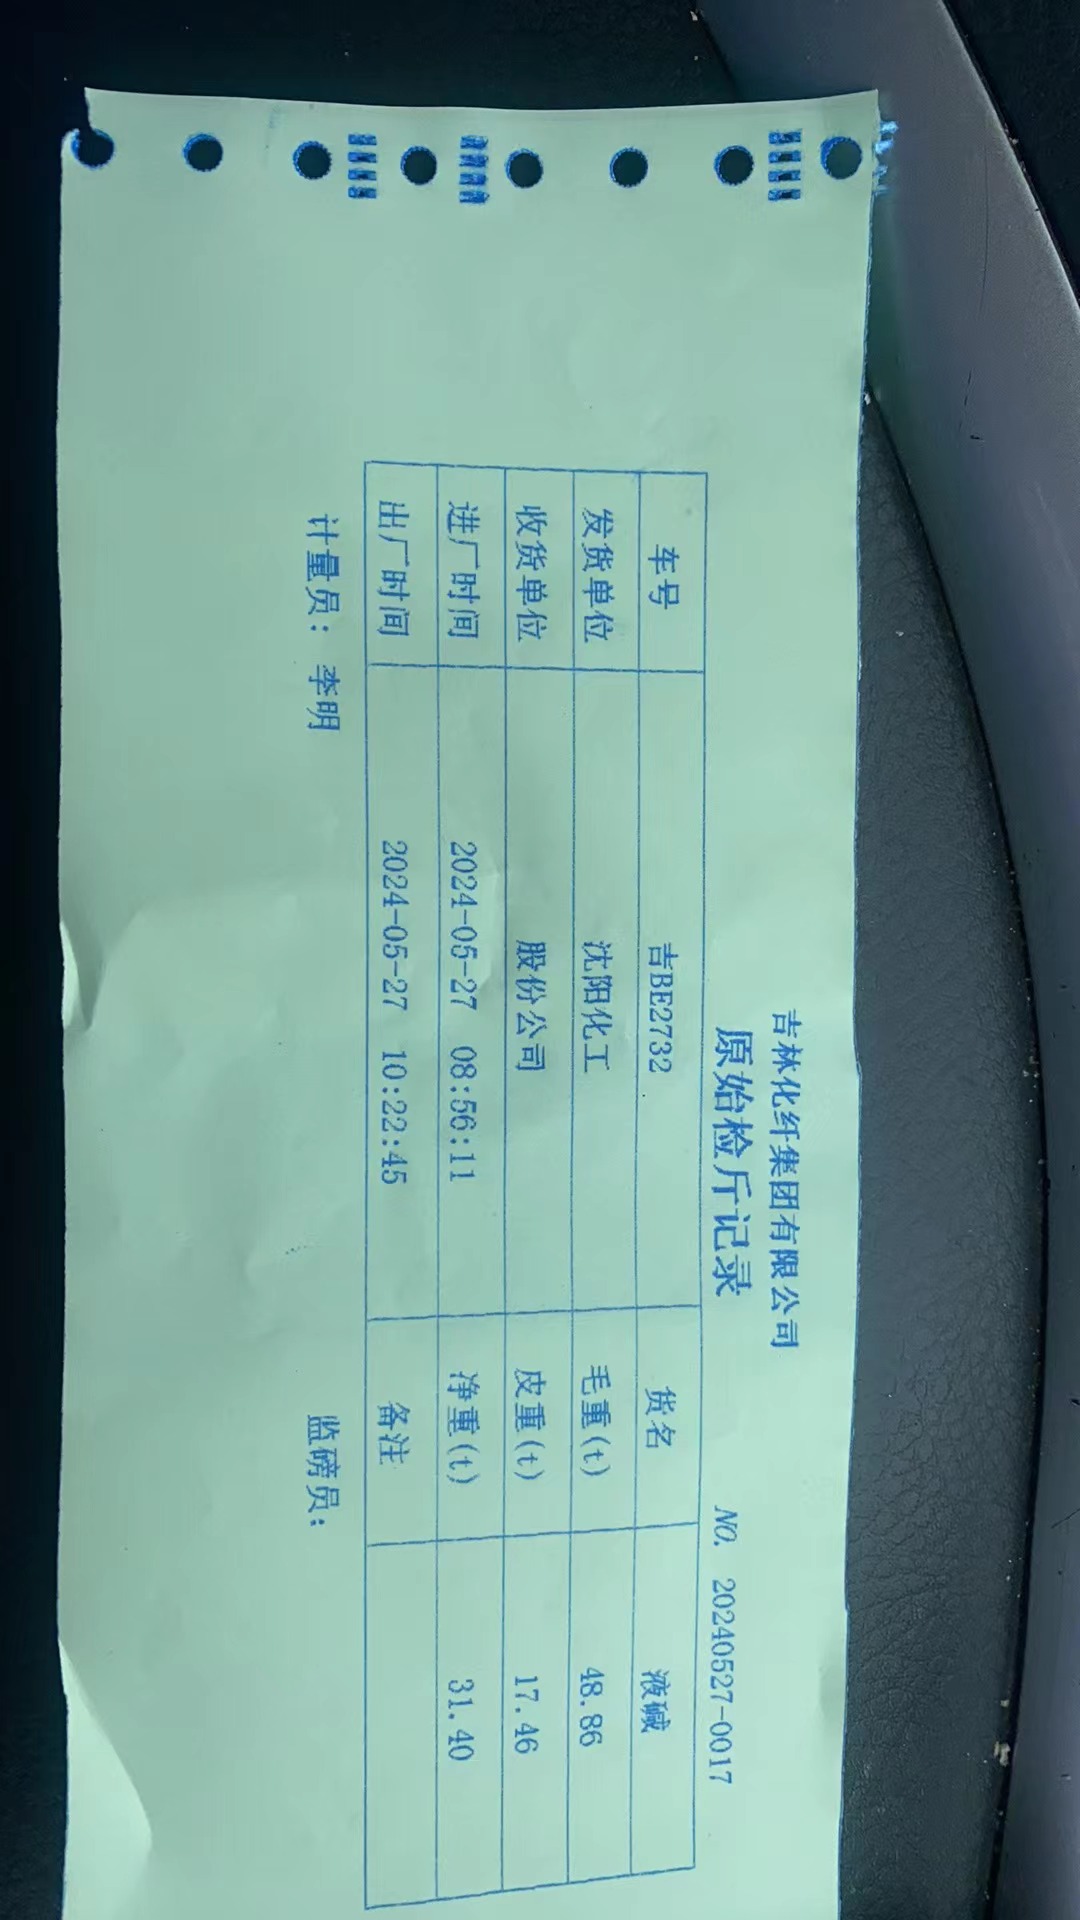 吉林化纤集团有限公司
原始检斤记录
NO. 20240527-0017
车号 吉BE2732 货名 液碱
发货单位 沈阳化工 毛重(t) 48.86
收货单位 股份公司 皮重(t) 17.46
进厂时间 2024-05-27 08:56:11 净重(t) 31.40
出厂时间 2024-05-27 10:22:45 备注
计量员: 李明 监磅员: